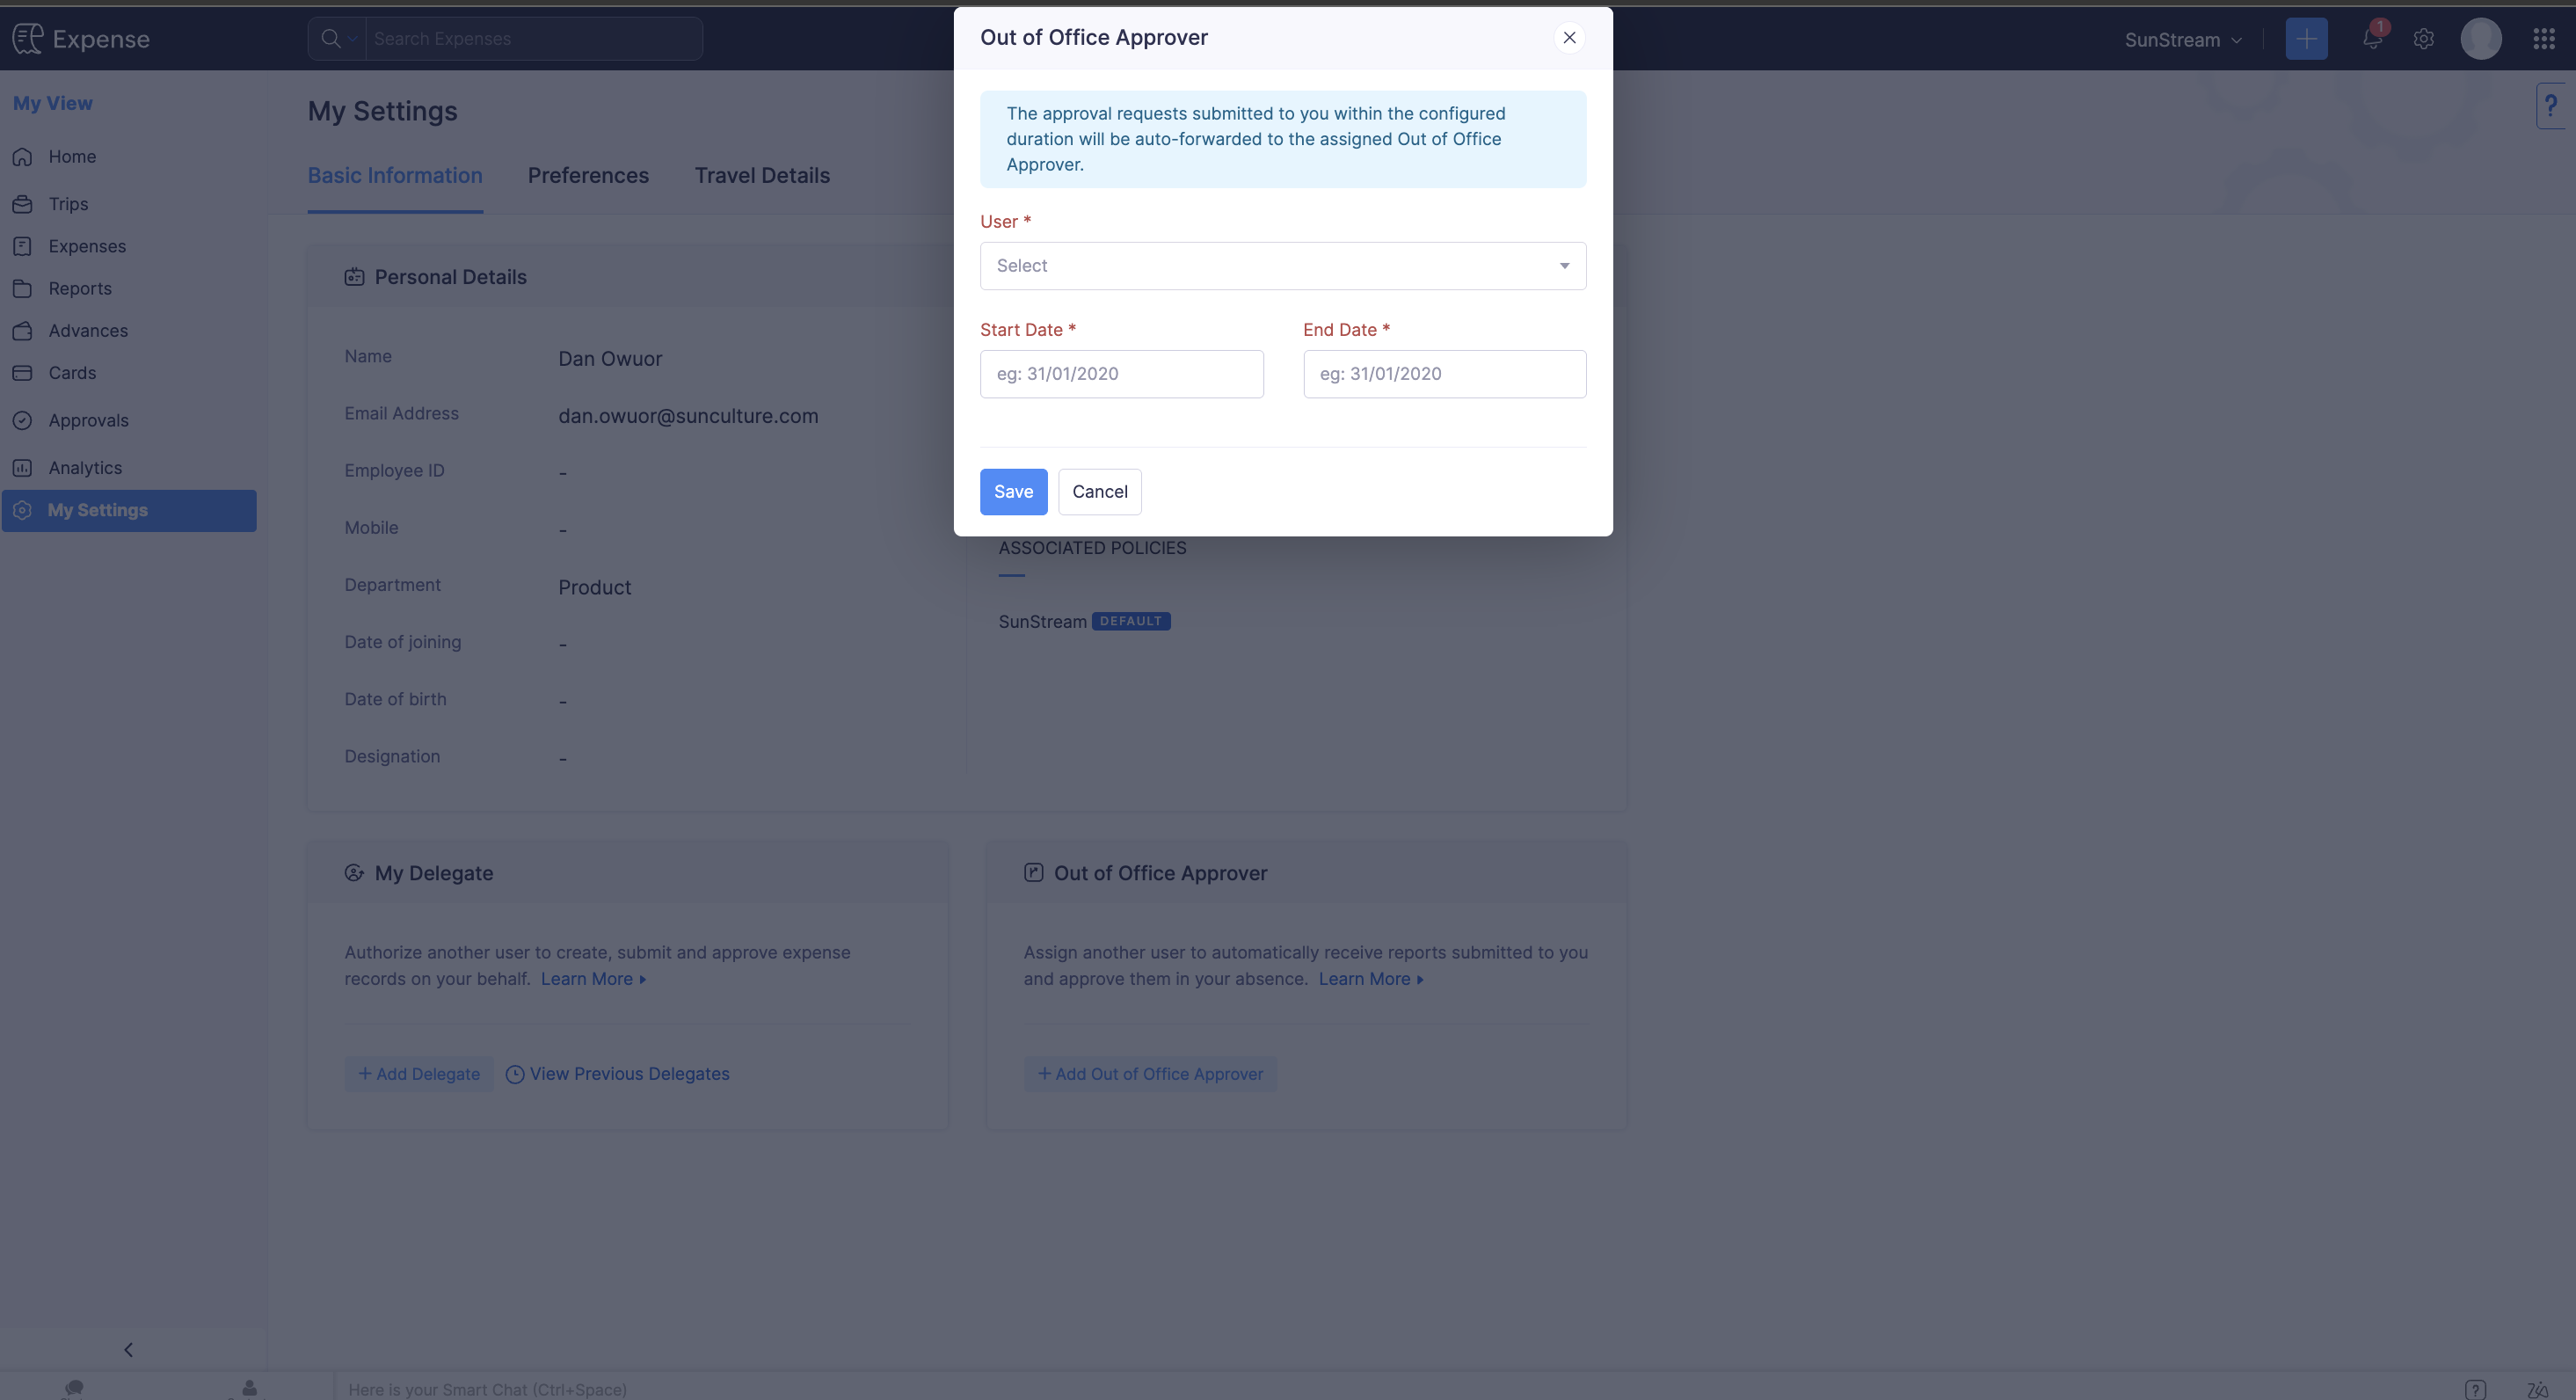 Expense
Search Expenses
SunStream
1
Out of Office Approver
The approval requests submitted to you within the configured
duration will be auto-forwarded to the assigned Out of Office
Approver.
User *
Select
Start Date *
End Date *
eg: 31/01/2020
eg: 31/01/2020
Save
Cancel
My View
Home
Trips
Expenses
Reports
Advances
Cards
Approvals
Analytics
My Settings
My Settings
?
Basic Information
Preferences
Travel Details
Personal Details
Name
Dan Owuor
Email Address
dan.owuor@sunculture.com
Employee ID
-
Mobile
-
Department
Product
Date of joining
-
Date of birth
-
Designation
-
ASSOCIATED POLICIES
SunStream DEFAULT
My Delegate
Authorize another user to create, submit and approve expense
records on your behalf. Learn More
+ Add Delegate
View Previous Delegates
Out of Office Approver
Assign another user to automatically receive reports submitted to you
and approve them in your absence. Learn More
+ Add Out of Office Approver
Here is your Smart Chat (Ctrl+Space)
?